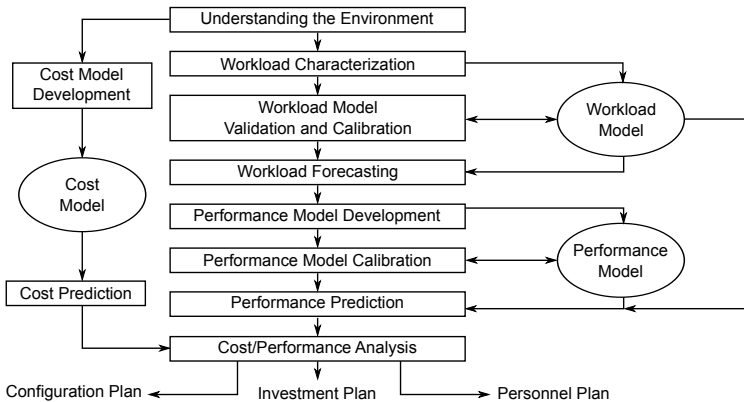 Understanding the Environment
Workload Characterization
Cost Model
Development
Workload Model
Validation and Calibration
Workload
Model
Workload Forecasting
Cost
Model
Performance Model Development
Performance Model Calibration
Performance
Model
Cost Prediction
Performance Prediction
Cost/Performance Analysis
Configuration Plan
Investment Plan
Personnel Plan